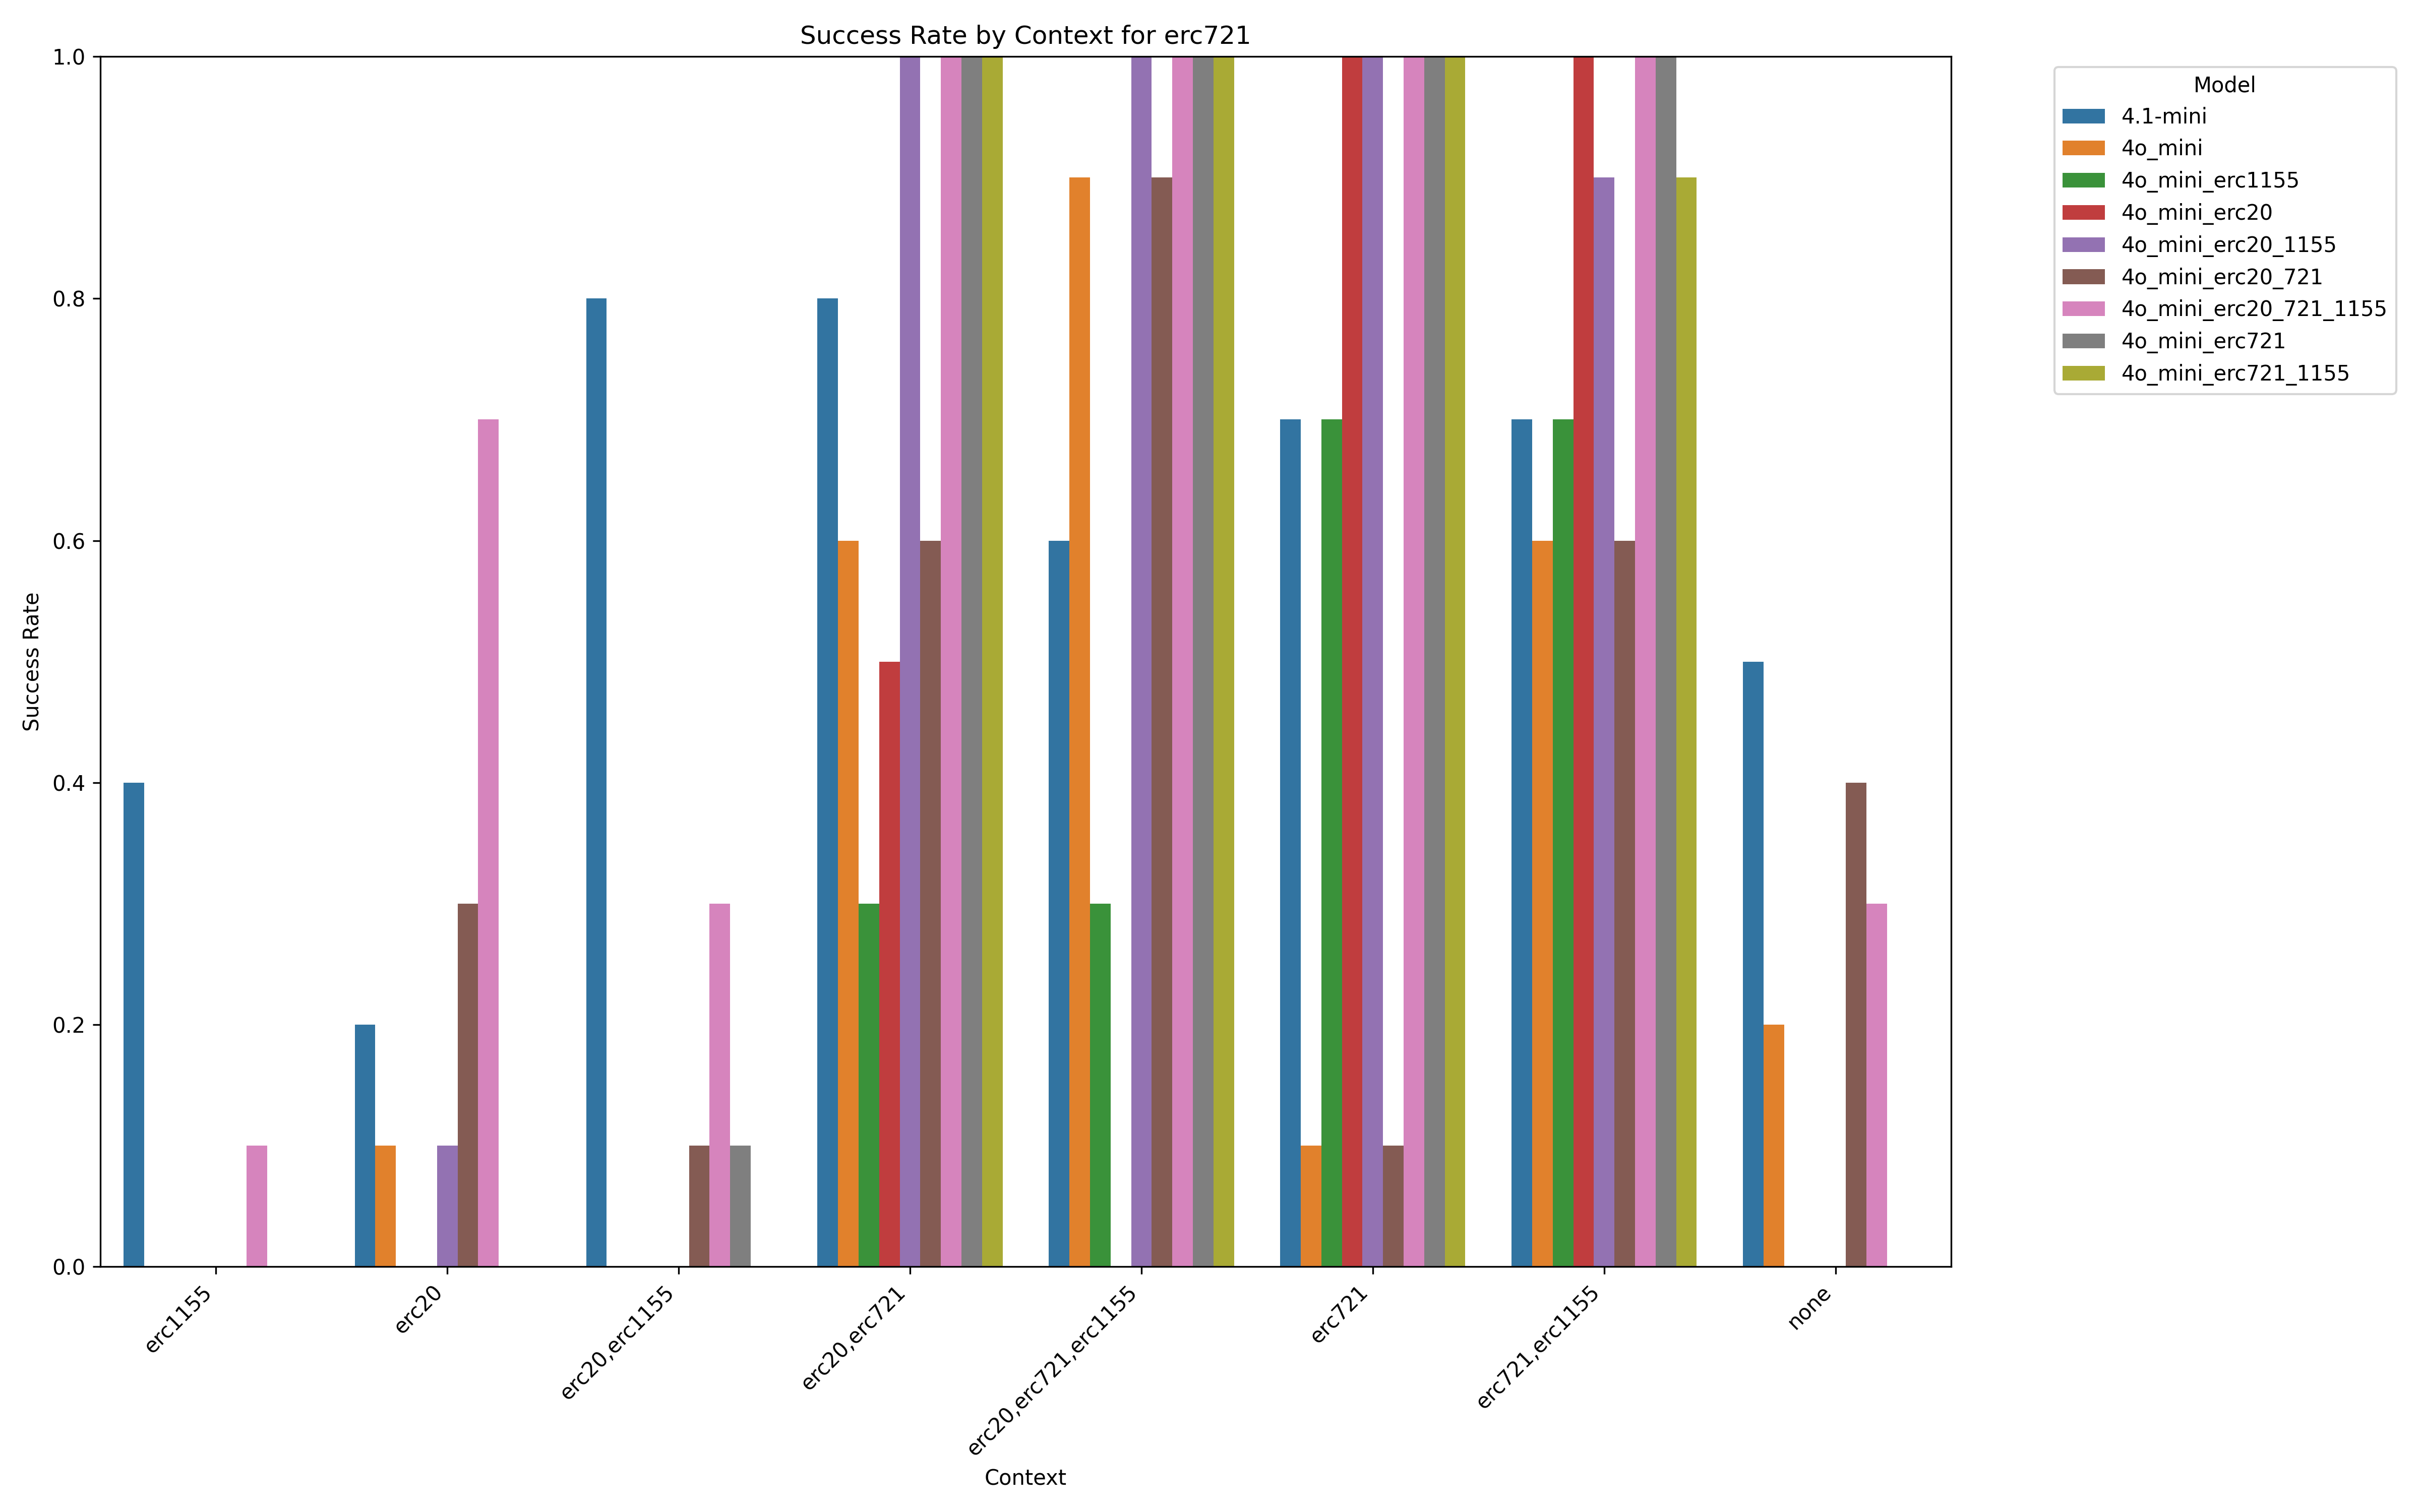 Success Rate by Context for erc721
Success Rate
1.0
0.8
0.6
0.4
0.2
0.0
erc1155
erc20
erc20,erc1155
erc20,erc721
erc20,erc721,erc1155
erc721
erc721,erc1155
none
Context
Model
4.1-mini
4o_mini
4o_mini_erc1155
4o_mini_erc20
4o_mini_erc20_1155
4o_mini_erc20_721
4o_mini_erc20_721_1155
4o_mini_erc721
4o_mini_erc721_1155